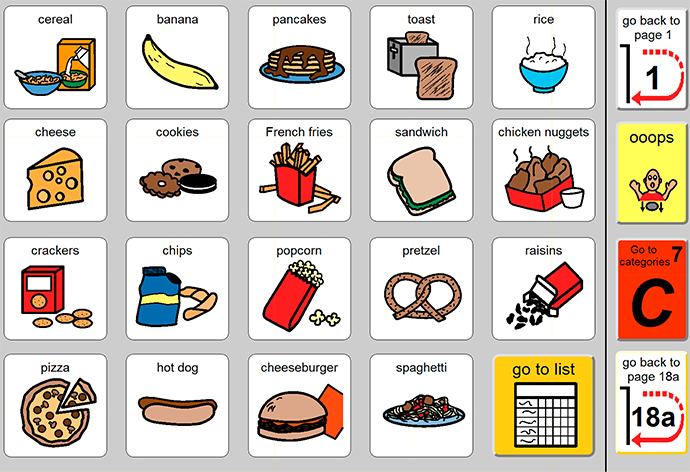 cereal
banana
pancakes
toast
rice
go back to
page 1
1
cheese
cookies
French fries
sandwich
chicken nuggets
ooops
crackers
chips
popcorn
pretzel
raisins
Go to
categories 7
C
pizza
hot dog
cheeseburger
spaghetti
go to list
go back to
page 18a
18a